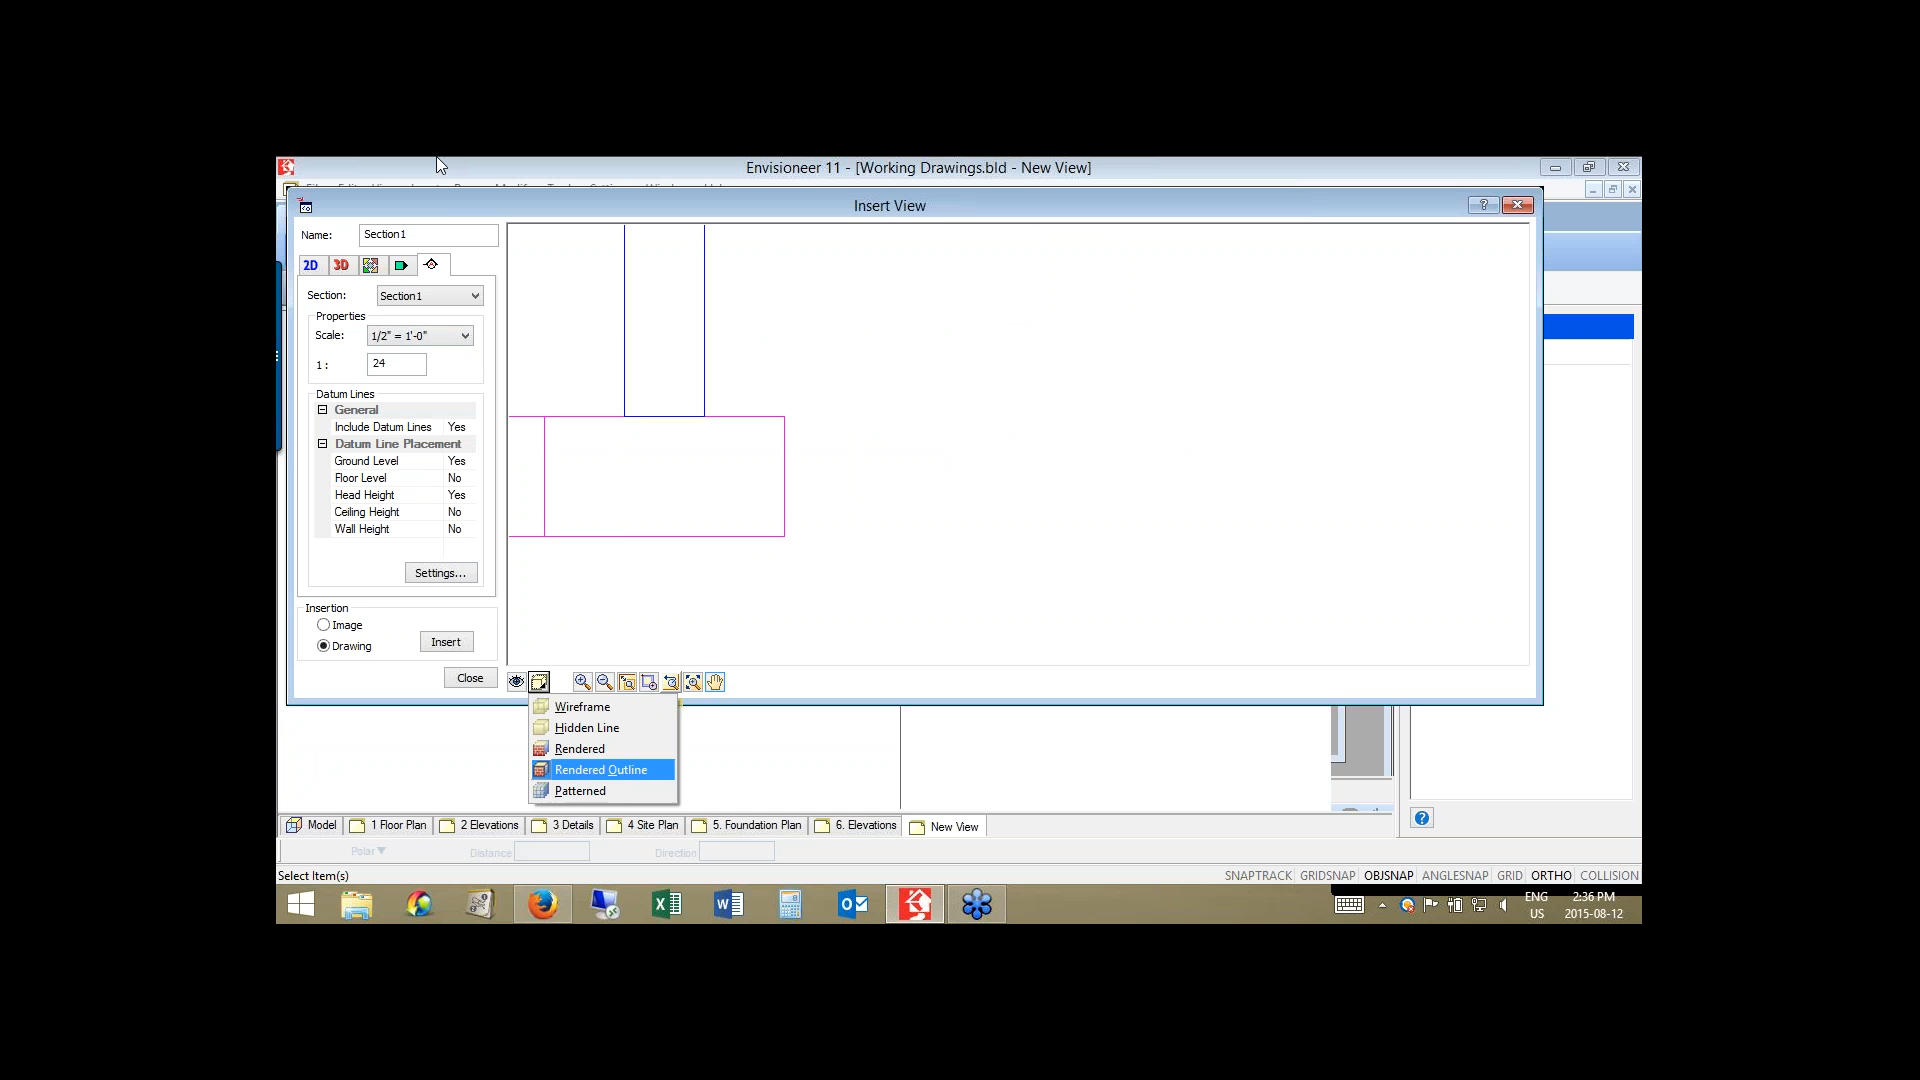 Envisioneer 11 - [Working Drawings.bld - New View]
Insert View
Name: Section1
2D 3D
Section: Section1
Properties
Scale: 1/2" = 1'-0"
1 : 24
Datum Lines
General
Include Datum Lines Yes
Datum Line Placement
Ground Level Yes
Floor Level No
Head Height Yes
Ceiling Height No
Wall Height No
Settings...
Insertion
Image
Drawing
Insert
Close
Wireframe
Hidden Line
Rendered
Rendered Outline
Patterned
Model 1 Floor Plan 2 Elevations 3 Details 4 Site Plan 5. Foundation Plan 6. Elevations New View
Polar Distance Direction
Select Item(s) SNAPTRACK GRIDSNAP OBJSNAP ANGLESNAP GRID ORTHO COLLISION
ENG 2:36 PM
US 2015-08-12